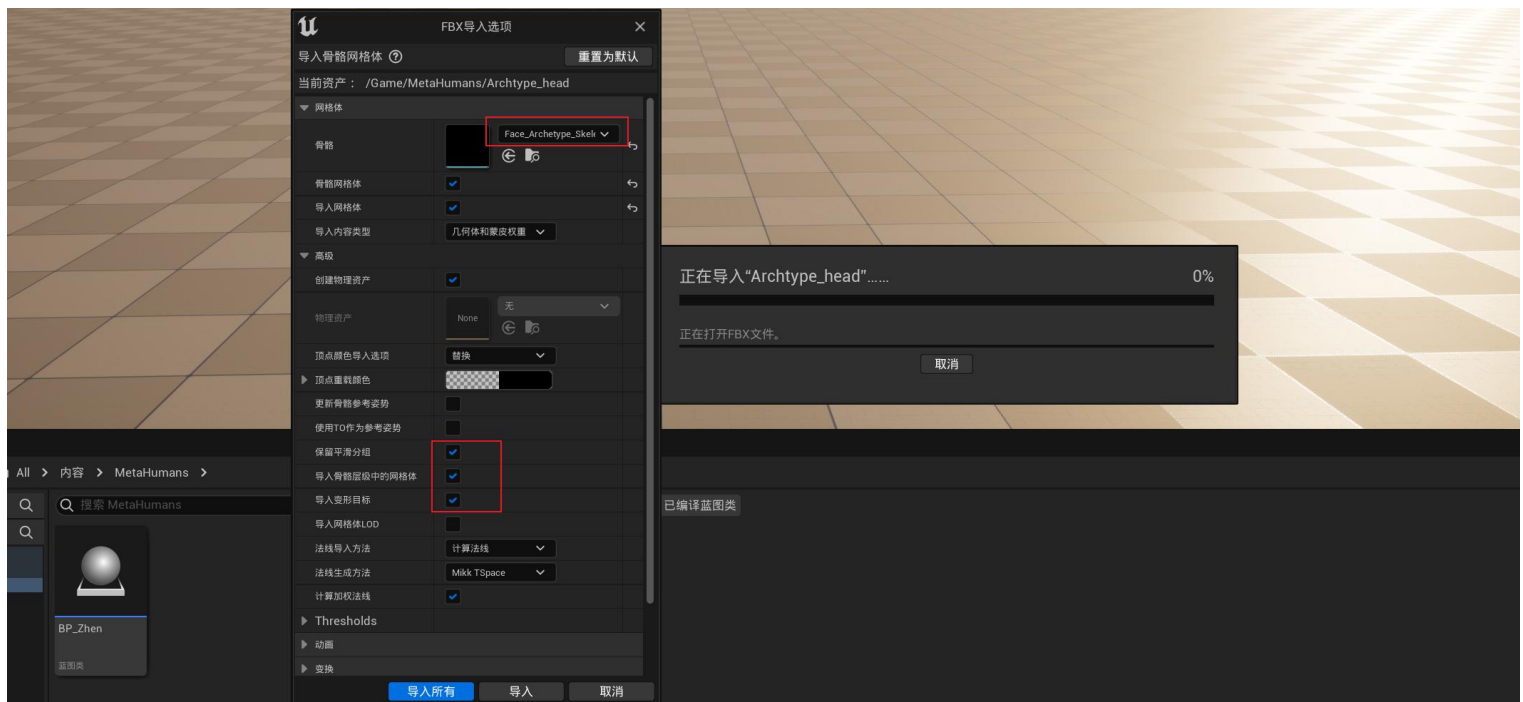 FBX导入选项
导入骨骼网格体
重置为默认
当前资产： /Game/MetaHumans/Archtype_head
网格体
骨骼
Face_Archetype_Skele
骨骼网格体
导入网格体
导入内容类型
几何体和蒙皮权重
高级
创建物理资产
物理资产
None
无
顶点颜色导入选项
替换
顶点重载颜色
更新骨骼参考姿势
使用T0作为参考姿势
保留平滑分组
导入骨骼层级中的网格体
导入变形目标
导入网格体LOD
法线导入方法
计算法线
法线生成方法
Mikk TSpace
计算加权法线
Thresholds
动画
变换
导入所有
导入
取消
正在导入“Archtype_head”......
0%
正在打开FBX文件。
取消
All > 内容 > MetaHumans >
搜索 MetaHumans
已编译蓝图类
BP_Zhen
蓝图类